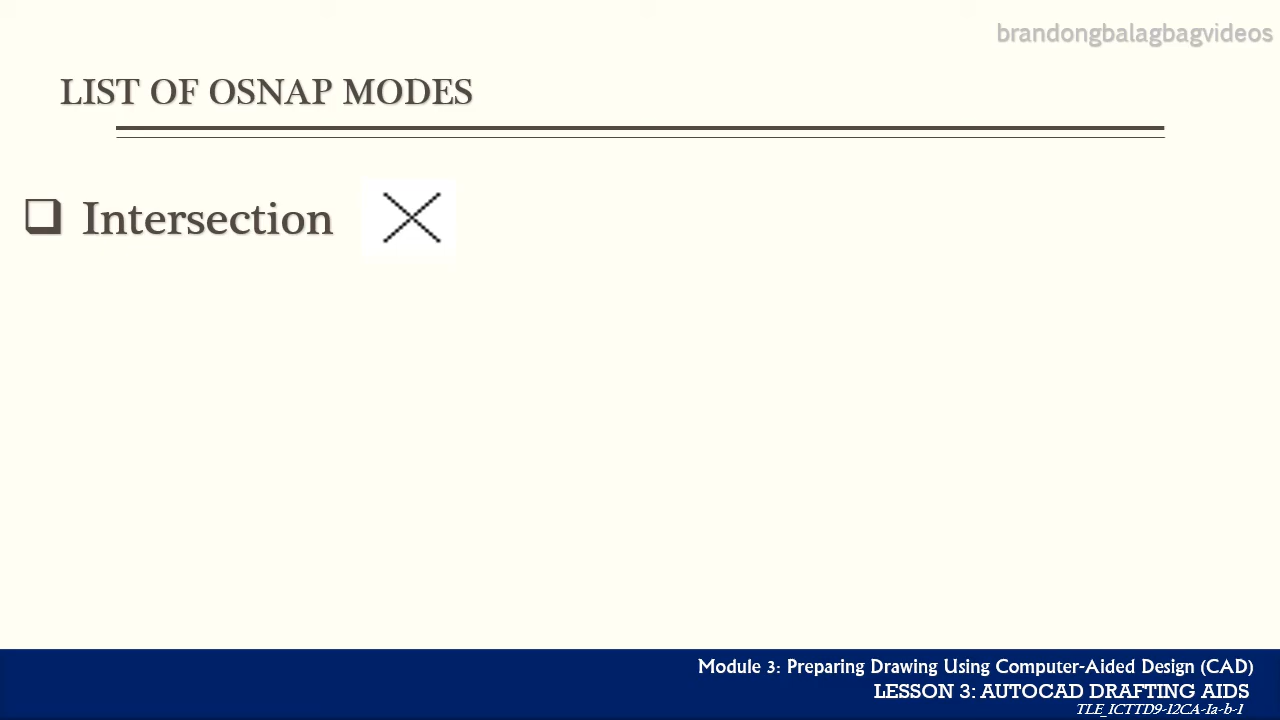 brandongbalagbagvideos
LIST OF OSNAP MODES
❑ Intersection
Module 3: Preparing Drawing Using Computer-Aided Design (CAD)
LESSON 3: AUTOCAD DRAFTING AIDS
TLE_ICTTD9-12CA-Ia-b-1